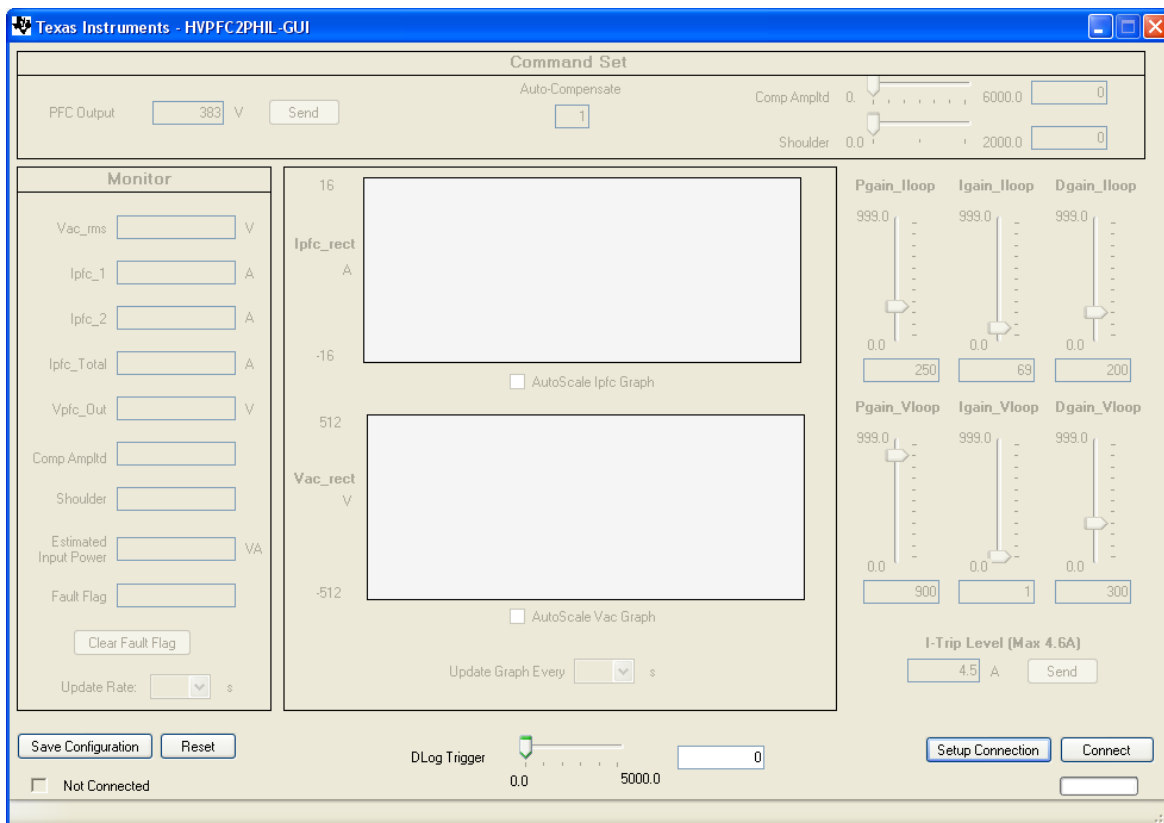 Texas Instruments - HVPFC2PHIL-GUI
Command Set
PFC Output 383 V Send
Auto-Compensate
1
Comp Ampltd 0. 6000.0 0
Shoulder 0.0 2000.0 0
Monitor
Vac_rms V
Ipfc_1 A
Ipfc_2 A
Ipfc_Total A
Vpfc_Out V
Comp Ampltd
Shoulder
Estimated
Input Power VA
Fault Flag
Clear Fault Flag
Update Rate: s
16
Ipfc_rect
A
-16
AutoScale Ipfc Graph
512
Vac_rect
V
-512
AutoScale Vac Graph
Update Graph Every s
Pgain_Iloop Igain_Iloop Dgain_Iloop
999.0 999.0 999.0
0.0 0.0 0.0
250 69 200
Pgain_Vloop Igain_Vloop Dgain_Vloop
999.0 999.0 999.0
0.0 0.0 0.0
900 1 300
I-Trip Level (Max 4.6A)
4.5 A Send
Save Configuration Reset
Not Connected
DLog Trigger 0
0.0 5000.0
Setup Connection Connect